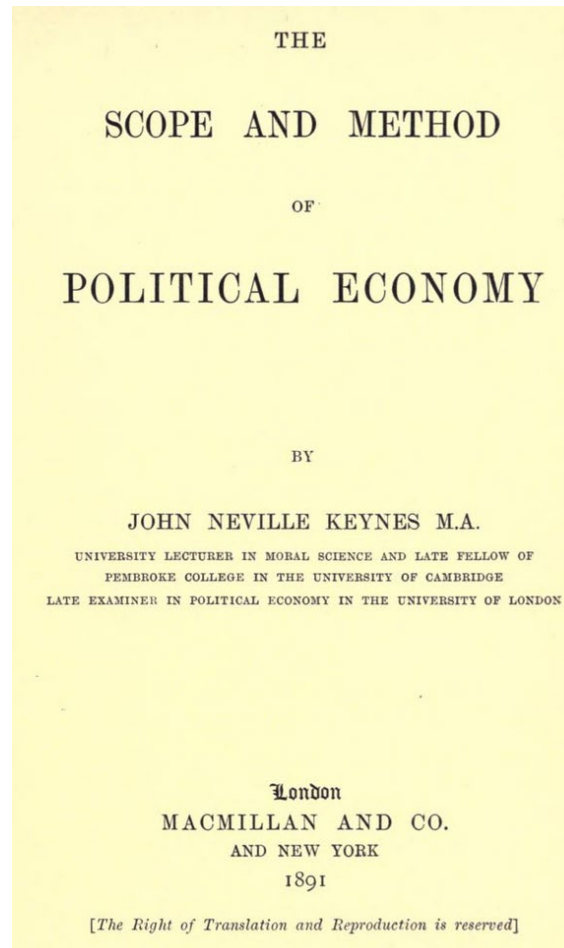 THE
SCOPE AND METHOD
OF
POLITICAL ECONOMY
BY
JOHN NEVILLE KEYNES M.A.
UNIVERSITY LECTURER IN MORAL SCIENCE AND LATE FELLOW OF
PEMBROKE COLLEGE IN THE UNIVERSITY OF CAMBRIDGE
LATE EXAMINER IN POLITICAL ECONOMY IN THE UNIVERSITY OF LONDON
London
MACMILLAN AND CO.
AND NEW YORK
1891
[The Right of Translation and Reproduction is reserved]